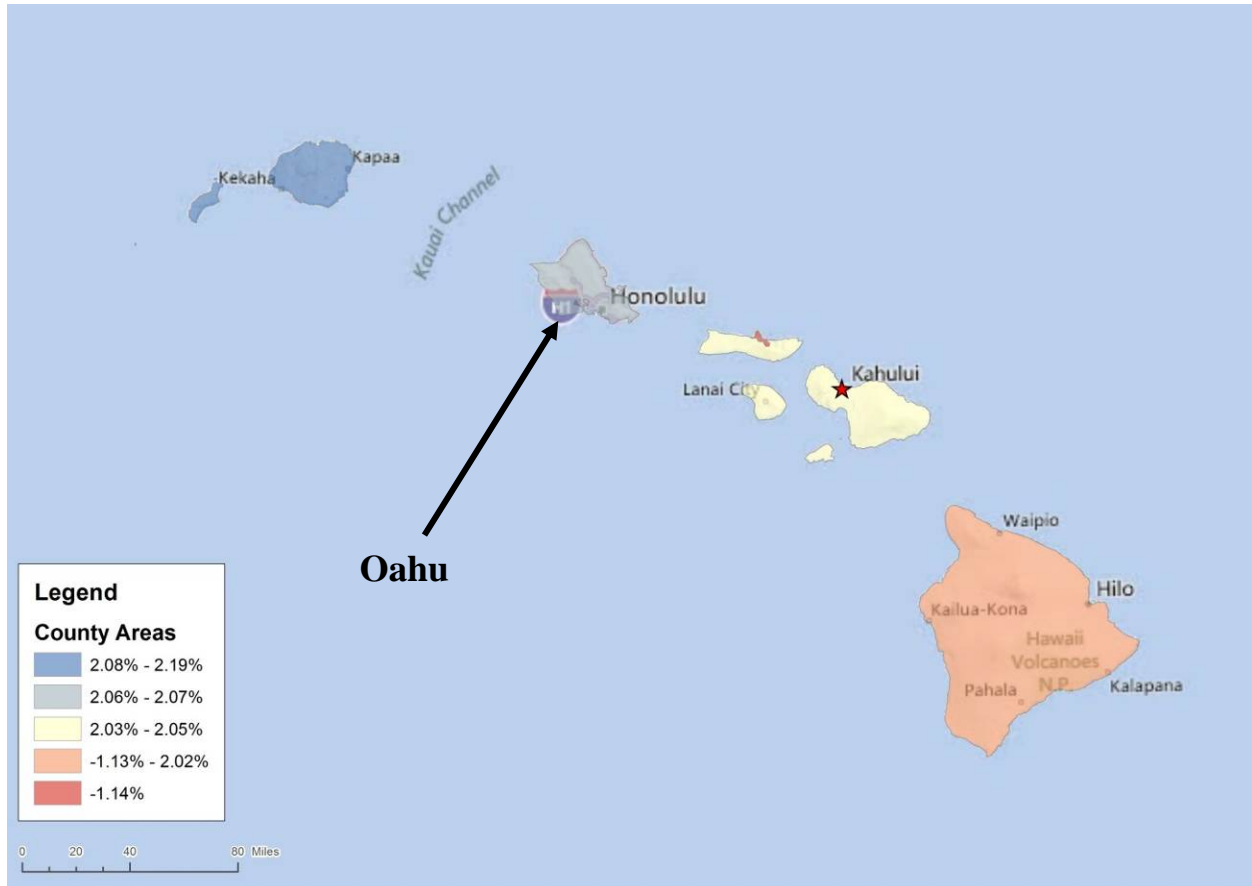 Kapaa
Kekaha
Kauai Channel
Honolulu
H1
Kahului
Lanai City
Waipio
Hilo
Kailua-Kona
Hawaii
Volcanoes
N.P.
Pahala
Kalapana
Oahu
Legend
County Areas
2.08% - 2.19%
2.06% - 2.07%
2.03% - 2.05%
-1.13% - 2.02%
-1.14%
0 20 40 80 Miles